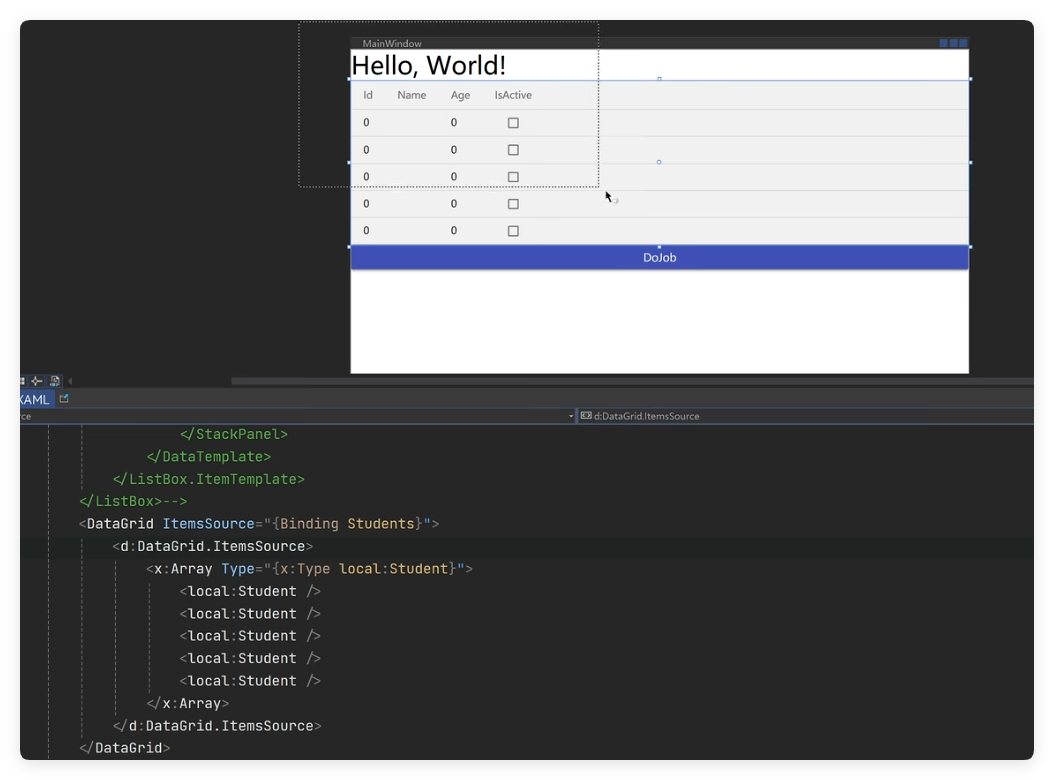 MainWindow
Hello, World!
Id Name Age IsActive
0 0
0 0
0 0
0 0
0 0
DoJob
XAML
rce d:DataGrid.ItemsSource
</StackPanel>
</DataTemplate>
</ListBox.ItemTemplate>
</ListBox>-->
<DataGrid ItemsSource="{Binding Students}">
<d:DataGrid.ItemsSource>
<x:Array Type="{x:Type local:Student}">
<local:Student />
<local:Student />
<local:Student />
<local:Student />
<local:Student />
</x:Array>
</d:DataGrid.ItemsSource>
</DataGrid>